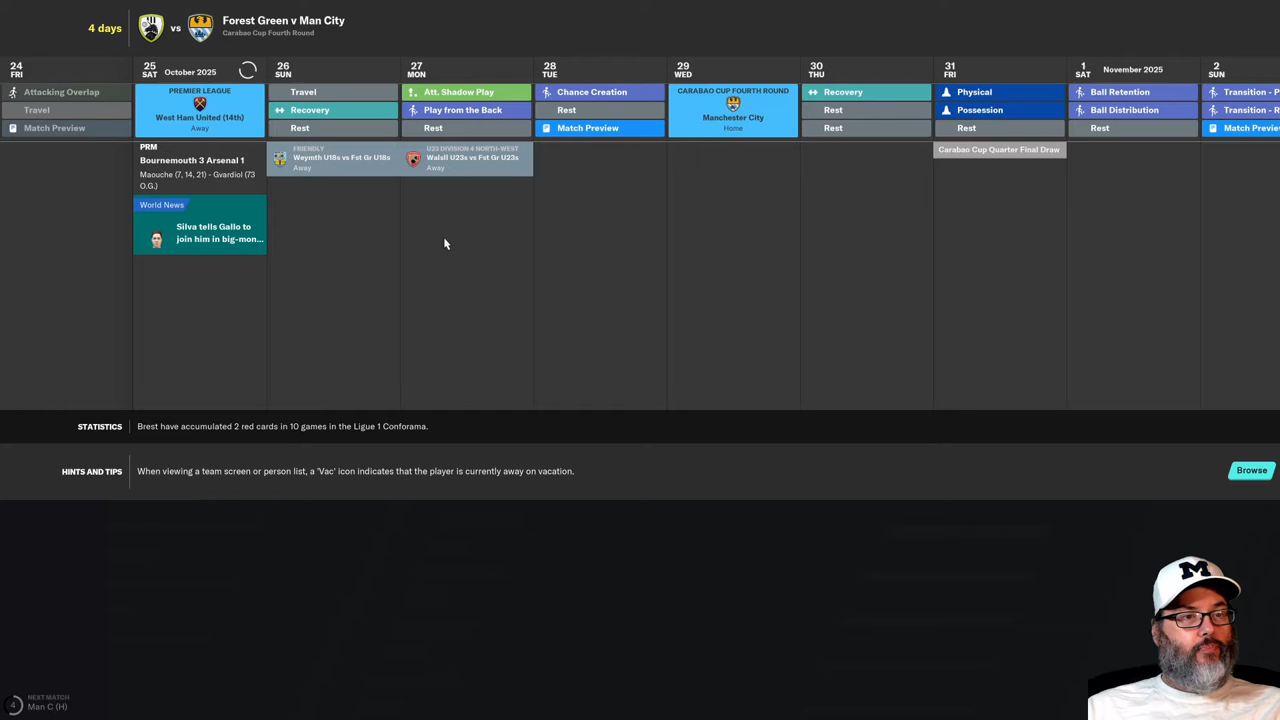 4 days
vs
Forest Green v Man City
Carabao Cup Fourth Round
24
FRI
25
SAT
October 2025
26
SUN
27
MON
28
TUE
29
WED
30
THU
31
FRI
1
SAT
November 2025
2
SUN
Attacking Overlap
Travel
Match Preview
PREMIER LEAGUE
West Ham United (14th)
Away
Travel
Recovery
Rest
Att. Shadow Play
Play from the Back
Rest
Chance Creation
Rest
Match Preview
CARABAO CUP FOURTH ROUND
Manchester City
Home
Recovery
Rest
Rest
Physical
Possession
Rest
Ball Retention
Ball Distribution
Rest
Transition - P
Transition - R
Match Previe
PRM
Bournemouth 3 Arsenal 1
Maouche (7, 14, 21) - Gvardiol (73
O.G.)
World News
Silva tells Gallo to
join him in big-mon...
FRIENDLY
Weymth U18s vs Fst Gr U18s
Away
U23 DIVISION 4 NORTH-WEST
Walsll U23s vs Fst Gr U23s
Away
Carabao Cup Quarter Final Draw
STATISTICS
Brest have accumulated 2 red cards in 10 games in the Ligue 1 Conforama.
HINTS AND TIPS
When viewing a team screen or person list, a 'Vac' icon indicates that the player is currently away on vacation.
Browse
M
4
NEXT MATCH
Man C (H)